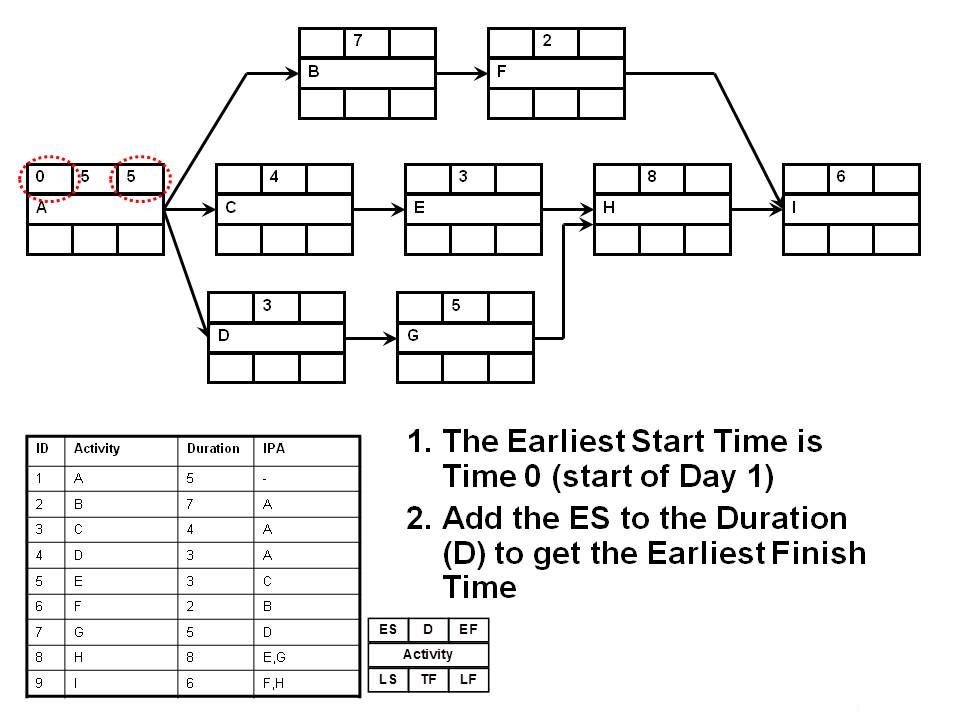 7
2
B
F
0 5 5
4
3
8
6
A
C
E
H
I
3
5
D
G
ID Activity Duration IPA
1 A 5 -
2 B 7 A
3 C 4 A
4 D 3 A
5 E 3 C
6 F 2 B
7 G 5 D
8 H 8 E,G
9 I 6 F,H
1. The Earliest Start Time is
Time 0 (start of Day 1)
2. Add the ES to the Duration
(D) to get the Earliest Finish
Time
ES D EF
Activity
LS TF LF